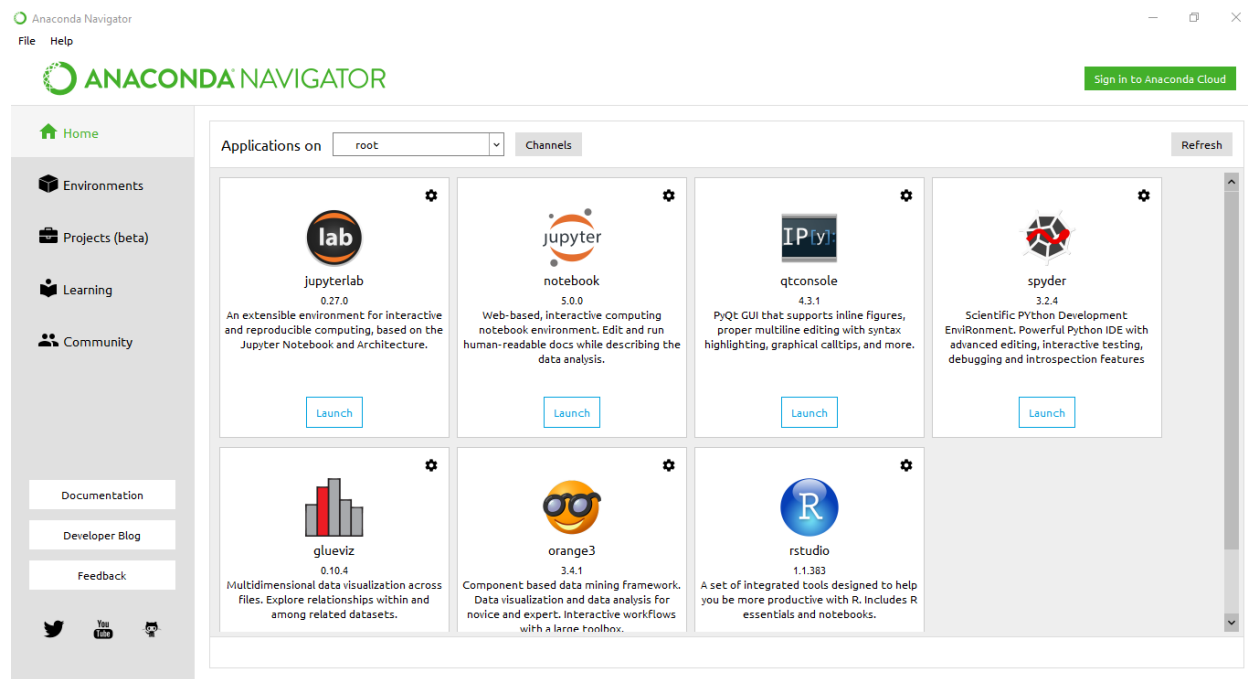 Anaconda Navigator
File Help
ANACONDA NAVIGATOR
Sign in to Anaconda Cloud
Home
Environments
Projects (beta)
Learning
Community
Documentation
Developer Blog
Feedback
You
Tube
Applications on root Channels Refresh
lab
jupyterlab
0.27.0
An extensible environment for interactive
and reproducible computing, based on the
Jupyter Notebook and Architecture.
Launch
jupyter
notebook
5.0.0
Web-based, interactive computing
notebook environment. Edit and run
human-readable docs while describing the
data analysis.
Launch
IP[y]:
qtconsole
4.3.1
PyQt GUI that supports inline figures,
proper multiline editing with syntax
highlighting, graphical calltips, and more.
Launch
spyder
3.2.4
Scientific PYthon Development
EnviRonment. Powerful Python IDE with
advanced editing, interactive testing,
debugging and introspection features
Launch
glueviz
0.10.4
Multidimensional data visualization across
files. Explore relationships within and
among related datasets.
orange3
3.4.1
Component based data mining framework.
Data visualization and data analysis for
novice and expert. Interactive workflows
with a large toolbox.
R
rstudio
1.1.383
A set of integrated tools designed to help
you be more productive with R. Includes R
essentials and notebooks.